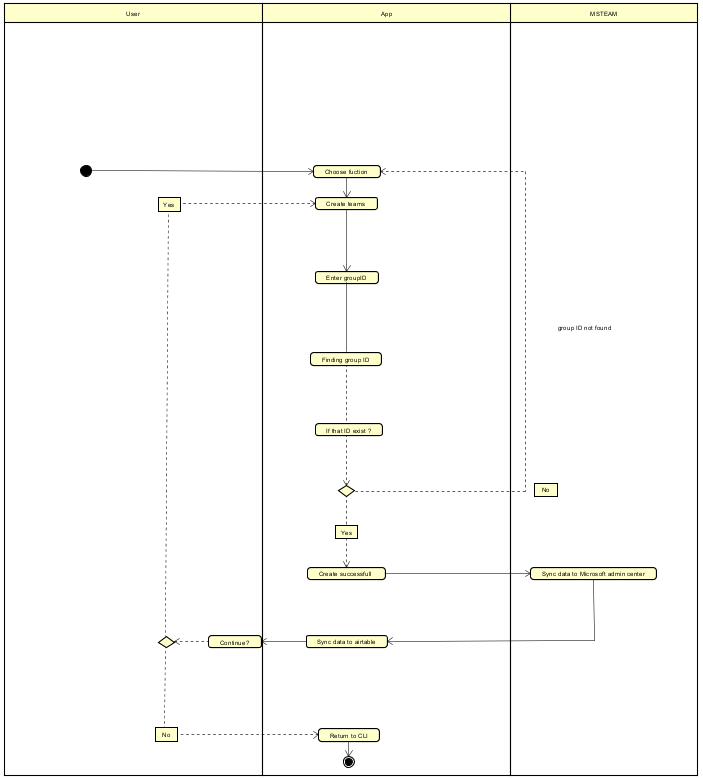 User
App
MSTEAM
Choose fuction
Yes
Create teams
Enter groupID
group ID not found
Finding group ID
If that ID exist ?
No
Yes
Create successfull
Sync data to Microsoft admin center
Continue?
Sync data to airtable
No
Return to CLI